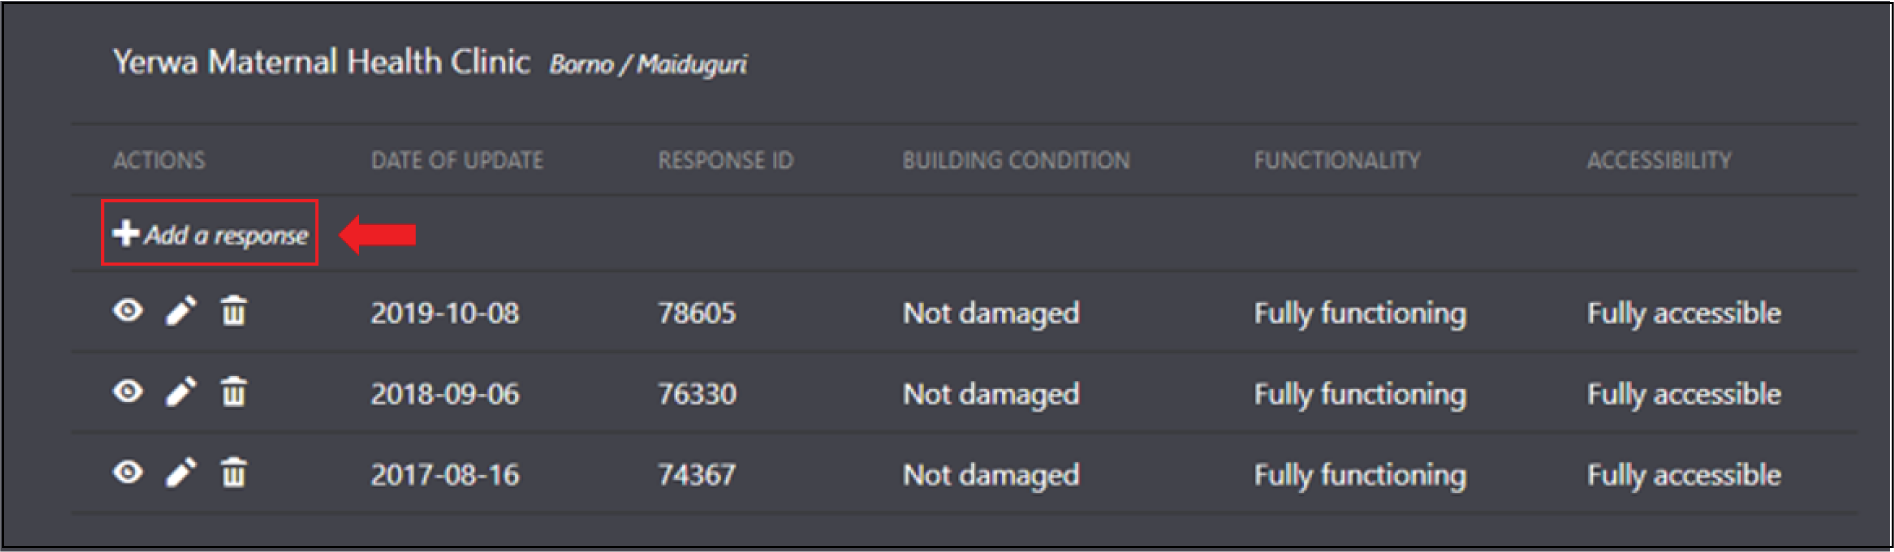 Yerwa Maternal Health Clinic Borno / Maiduguri
ACTIONS DATE OF UPDATE RESPONSE ID BUILDING CONDITION FUNCTIONALITY ACCESSIBILITY
Add a response
2019-10-08 78605 Not damaged Fully functioning Fully accessible
2018-09-06 76330 Not damaged Fully functioning Fully accessible
2017-08-16 74367 Not damaged Fully functioning Fully accessible